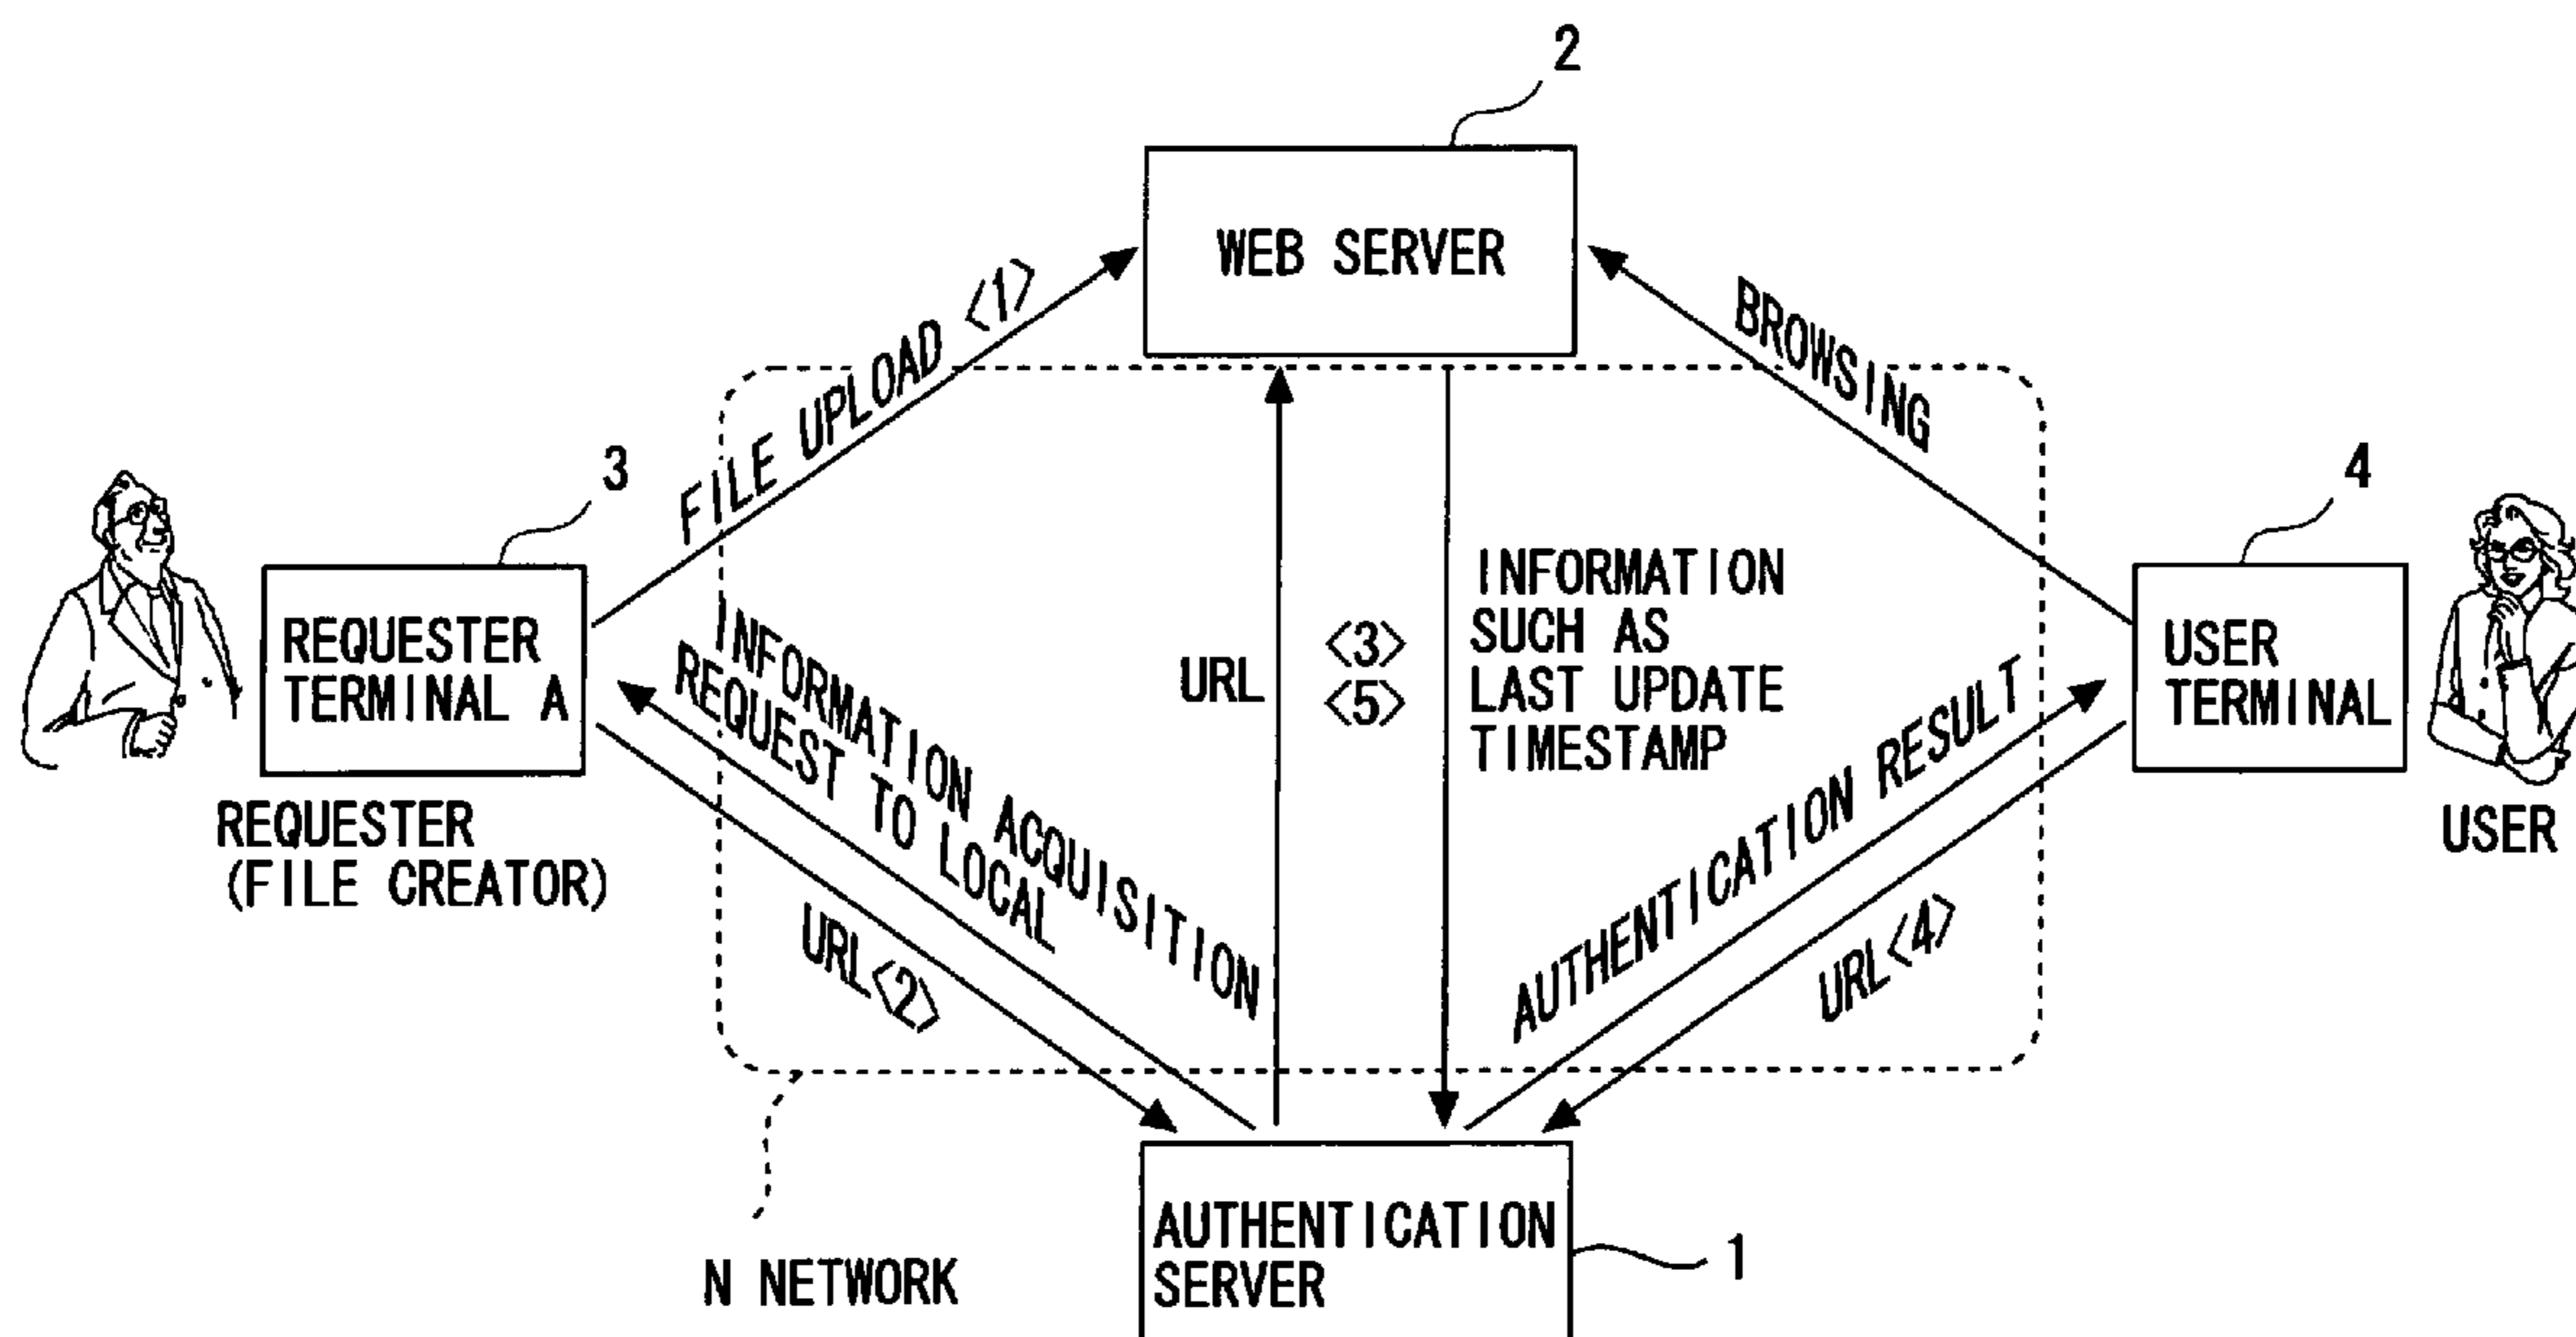 2
WEB SERVER
FILE UPLOAD <1>
BROWSING
3
4
REQUESTER
TERMINAL A
REQUESTER
(FILE CREATOR)
INFORMATION ACQUISITION
REQUEST TO LOCAL
URL<2>
URL
<3>
<5>
INFORMATION
SUCH AS
LAST UPDATE
TIMESTAMP
AUTHENTICATION RESULT
URL<4>
USER
TERMINAL
USER
N NETWORK
AUTHENTICATION
SERVER
1